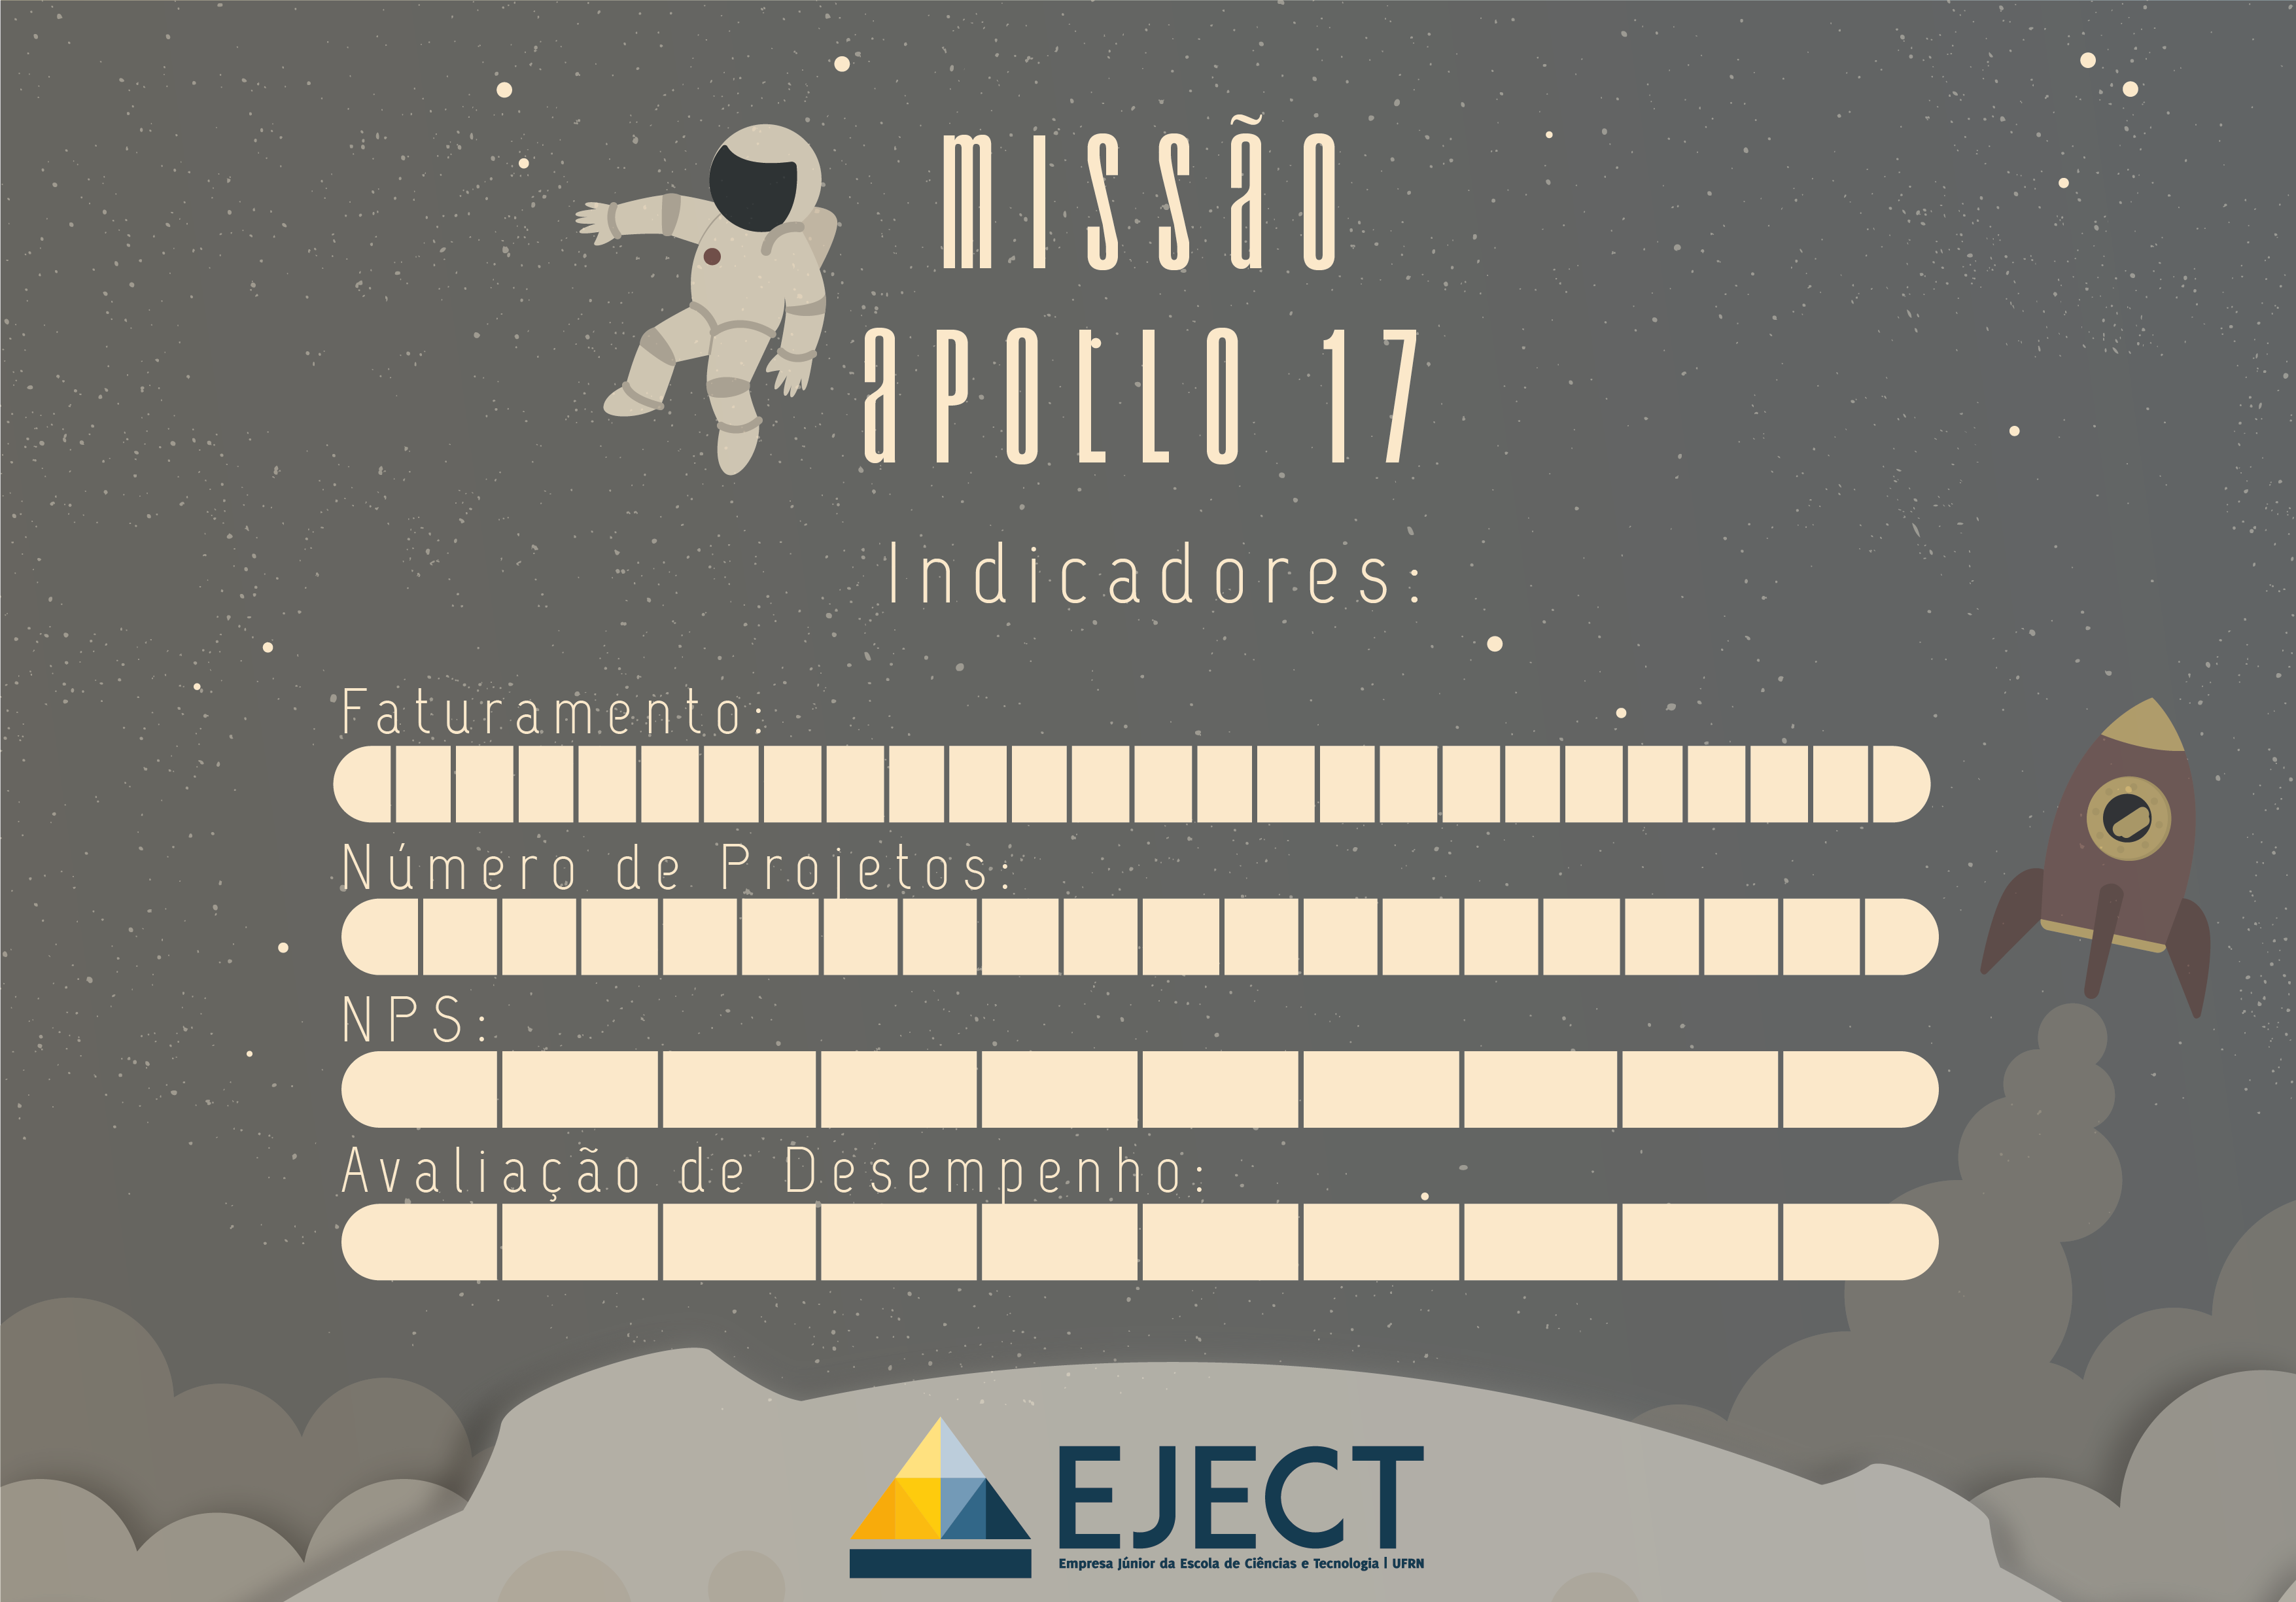 MISSÃO
APOLLO 17
Indicadores:
Faturamento:
Número de Projetos:
NPS:
Avaliação de Desempenho:
EJECT
Empresa Júnior da Escola de Ciências e Tecnologia | UFRN